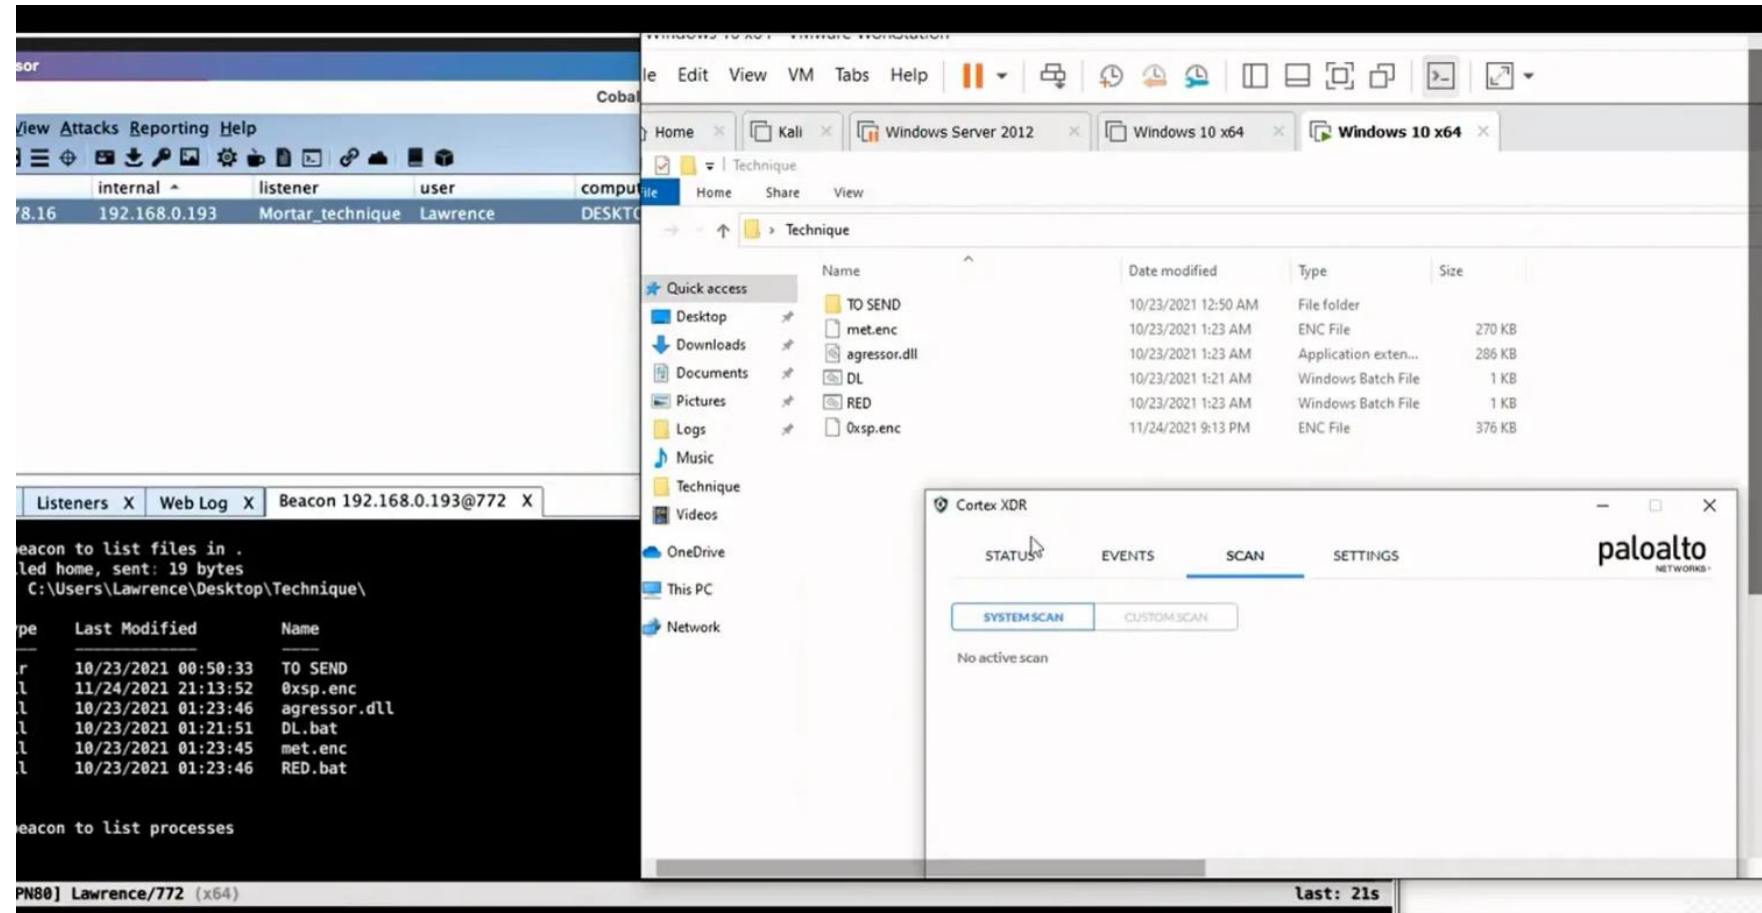 sor
Cobal
View Attacks Reporting Help
internal listener user comput
78.16 192.168.0.193 Mortar_technique Lawrence DESKTO
Listeners X Web Log X Beacon 192.168.0.193@772 X
eacon to list files in .
led home, sent: 19 bytes
C:\Users\Lawrence\Desktop\Technique\
pe Last Modified Name
r 10/23/2021 00:50:33 TO SEND
l 11/24/2021 21:13:52 0xsp.enc
l 10/23/2021 01:23:46 agressor.dll
l 10/23/2021 01:21:51 DL.bat
l 10/23/2021 01:23:45 met.enc
l 10/23/2021 01:23:46 RED.bat
eacon to list processes
PN80] Lawrence/772 (x64) last: 21s
Windows 10 x64 - VMware Workstation
le Edit View VM Tabs Help
Home Kali Windows Server 2012 Windows 10 x64 Windows 10 x64
Technique
ile Home Share View
Technique
Name Date modified Type Size
TO SEND 10/23/2021 12:50 AM File folder
met.enc 10/23/2021 1:23 AM ENC File 270 KB
agressor.dll 10/23/2021 1:23 AM Application exten... 286 KB
DL 10/23/2021 1:21 AM Windows Batch File 1 KB
RED 10/23/2021 1:23 AM Windows Batch File 1 KB
0xsp.enc 11/24/2021 9:13 PM ENC File 376 KB
Quick access
Desktop
Downloads
Documents
Pictures
Logs
Music
Technique
Videos
OneDrive
This PC
Network
Cortex XDR
STATUS EVENTS SCAN SETTINGS
paloalto
NETWORKS
SYSTEM SCAN CUSTOM SCAN
No active scan